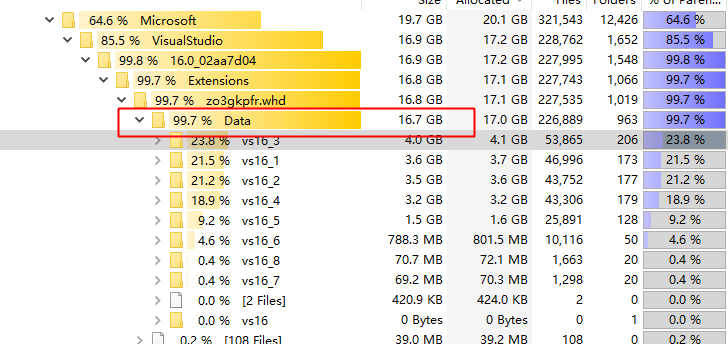 Size Allocated Files Folders % of Paren...
64.6 % Microsoft 19.7 GB 20.1 GB 321,543 12,426 64.6 %
85.5 % VisualStudio 16.9 GB 17.2 GB 228,762 1,652 85.5 %
99.8 % 16.0_02aa7d04 16.9 GB 17.2 GB 227,995 1,548 99.8 %
99.7 % Extensions 16.8 GB 17.1 GB 227,743 1,066 99.7 %
99.7 % zo3gkpfr.whd 16.8 GB 17.1 GB 227,535 1,019 99.7 %
99.7 % Data 16.7 GB 17.0 GB 226,889 963 99.7 %
23.8 % vs16_3 4.0 GB 4.1 GB 53,865 206 23.8 %
21.5 % vs16_1 3.6 GB 3.7 GB 46,996 173 21.5 %
21.2 % vs16_2 3.5 GB 3.6 GB 43,752 177 21.2 %
18.9 % vs16_4 3.2 GB 3.2 GB 43,306 179 18.9 %
9.2 % vs16_5 1.5 GB 1.6 GB 25,891 128 9.2 %
4.6 % vs16_6 788.3 MB 801.5 MB 10,116 50 4.6 %
0.4 % vs16_8 70.7 MB 72.1 MB 1,663 20 0.4 %
0.4 % vs16_7 69.2 MB 70.3 MB 1,298 20 0.4 %
0.0 % [2 Files] 420.9 KB 424.0 KB 2 0 0.0 %
0.0 % vs16 0 Bytes 0 Bytes 0 1 0.0 %
0.2 % [108 Files] 39.0 MB 39.2 MB 108 0 0.2 %